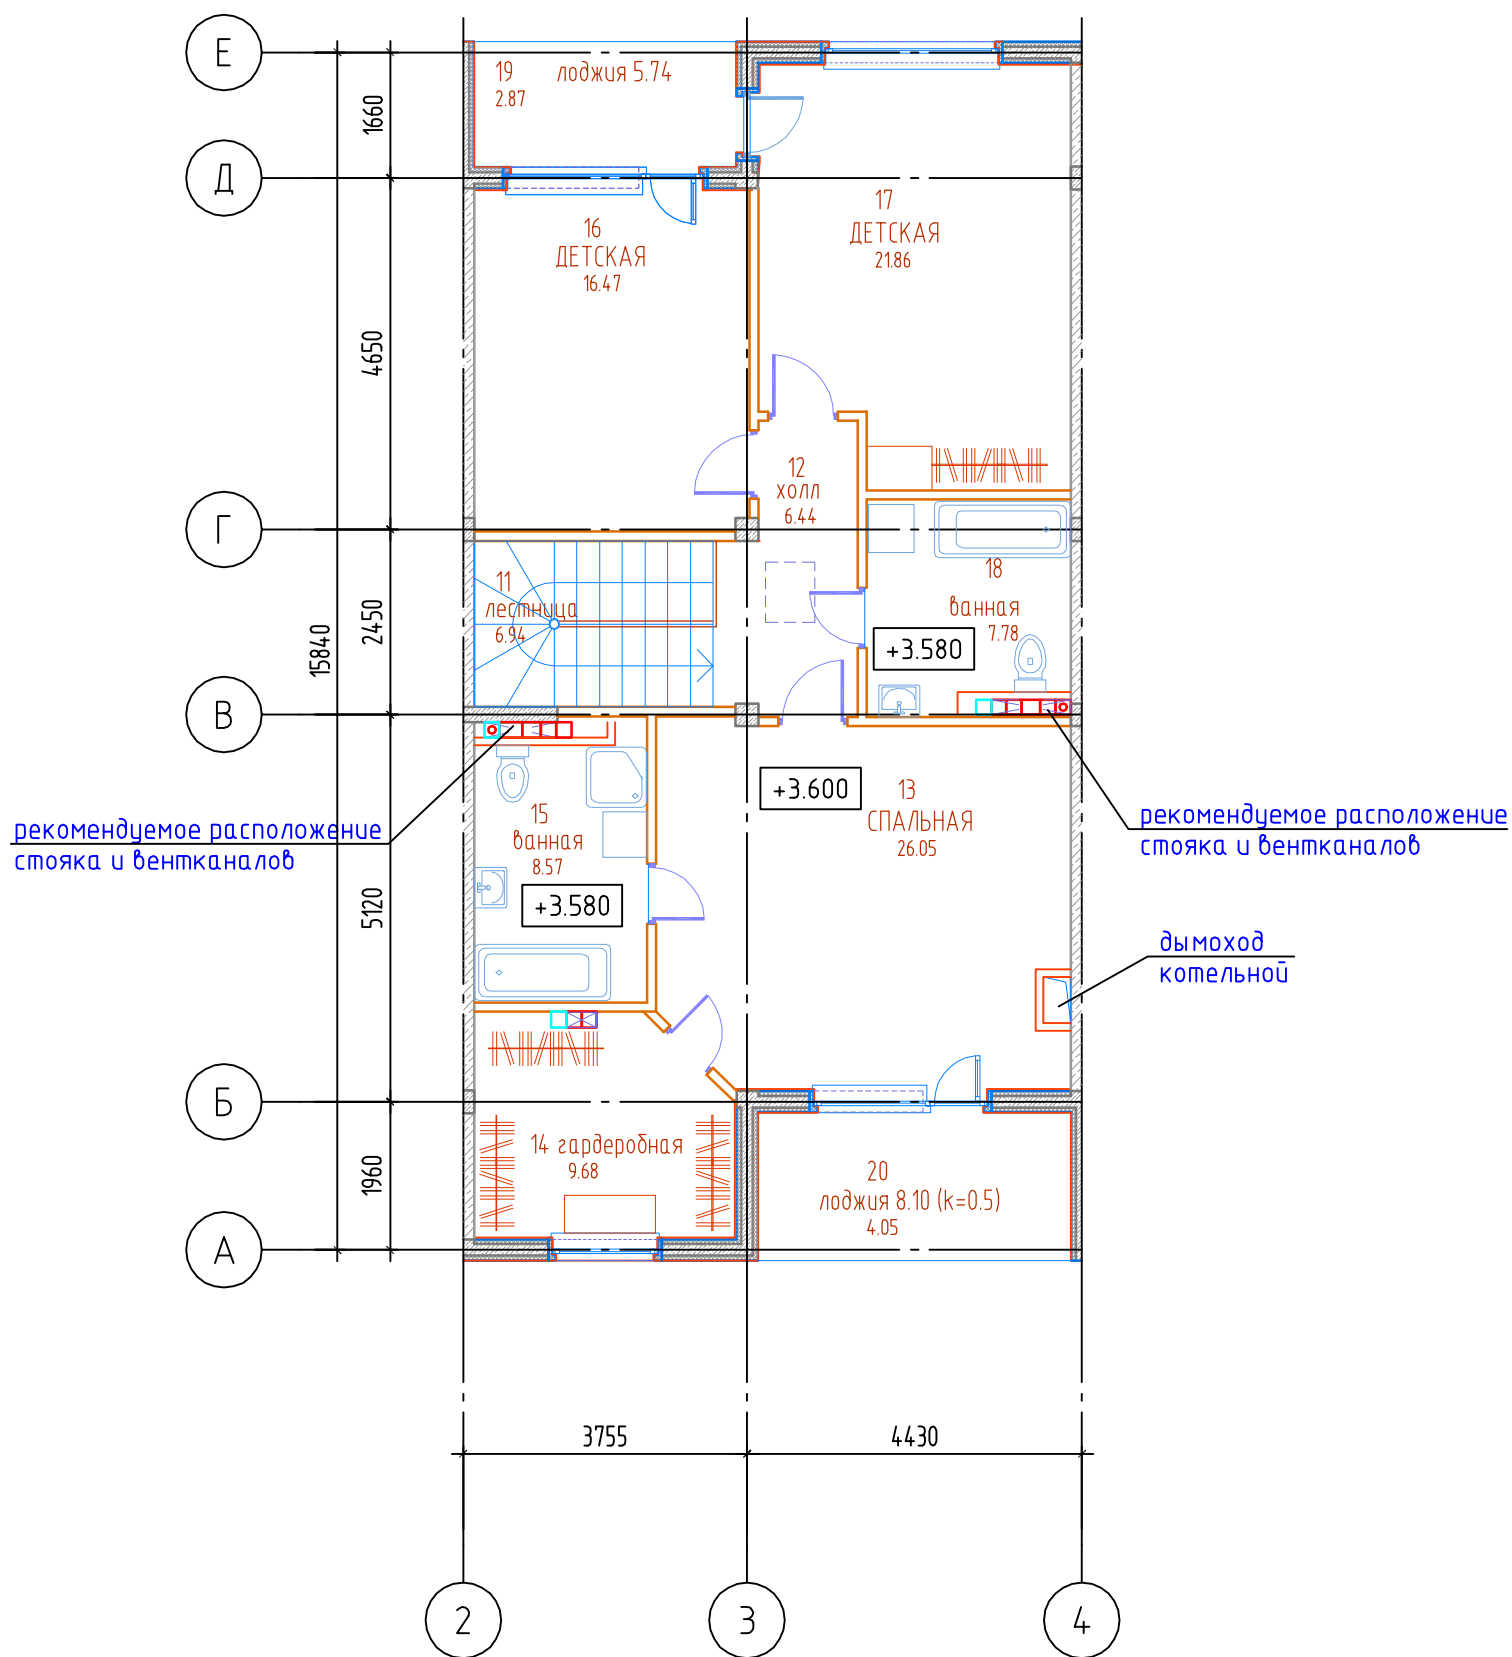 Е
19
лоджия 5.74
2.87
1660
Д
17
ДЕТСКАЯ
21.86
16
ДЕТСКАЯ
16.47
4650
12
холл
6.44
Г
18
ванная
7.78
+3.580
11
лестница
6.94
2450
15840
В
+3.600
13
СПАЛЬНАЯ
26.05
15
ванная
8.57
+3.580
рекомендуемое расположение
стояка и вентканалов
рекомендуемое расположение
стояка и вентканалов
5120
дымоход
котельной
Б
14 гардеробная
9.68
1960
20
лоджия 8.10 (k=0.5)
4.05
А
3755
4430
2
3
4